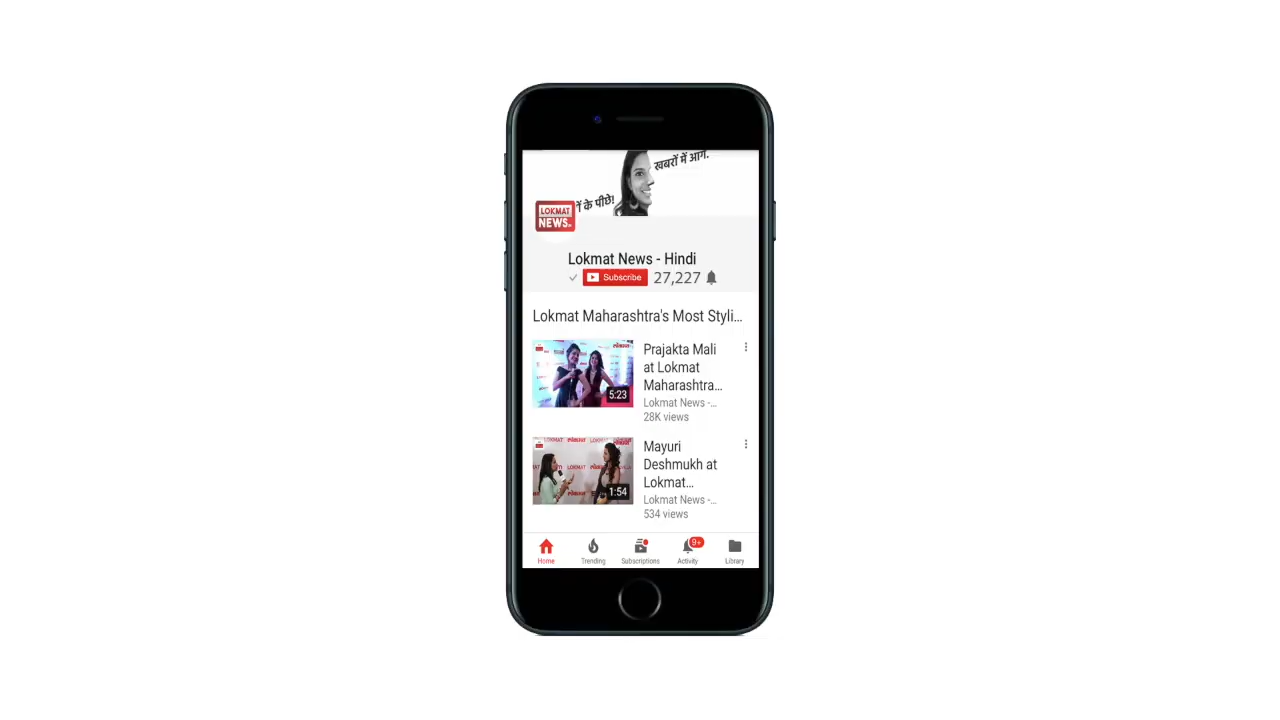 खबरों में आगे.
के पीछे!
LOKMAT
NEWS
Lokmat News - Hindi
Subscribe 27,227
Lokmat Maharashtra's Most Styli...
Prajakta Mali
at Lokmat
Maharashtra...
Lokmat News -...
28K views
5:23
Mayuri
Deshmukh at
Lokmat...
Lokmat News -...
534 views
LOKMAT
1:54
9+
Home Trending Subscriptions Activity Library